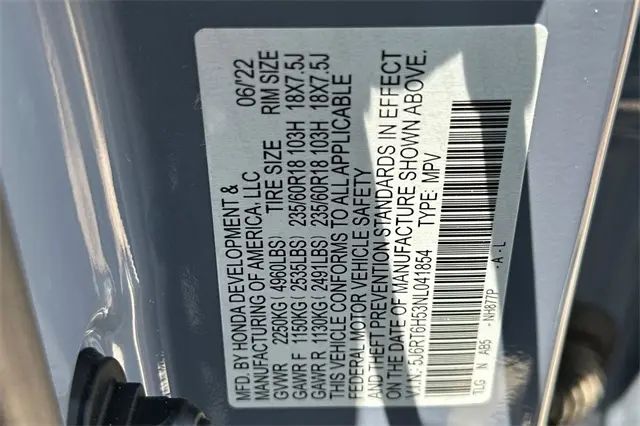 MFD. BY HONDA DEVELOPMENT & 06/'22
MANUFACTURING OF AMERICA, LLC
GVWR 2250KG ( 4960LBS) TIRE SIZE RIM SIZE
GAWR F 1150KG ( 2535LBS) 235/60R18 103H 18X7.5J
GAWR R 1130KG ( 2491LBS) 235/60R18 103H 18X7.5J
THIS VEHICLE CONFORMS TO ALL APPLICABLE
FEDERAL MOTOR VEHICLE SAFETY
AND THEFT PREVENTION STANDARDS IN EFFECT
ON THE DATE OF MANUFACTURE SHOWN ABOVE.
V.I.N.: 5J6RT6H53NL041854 TYPE: MPV
TLG N AB5 - NH877P - A - L